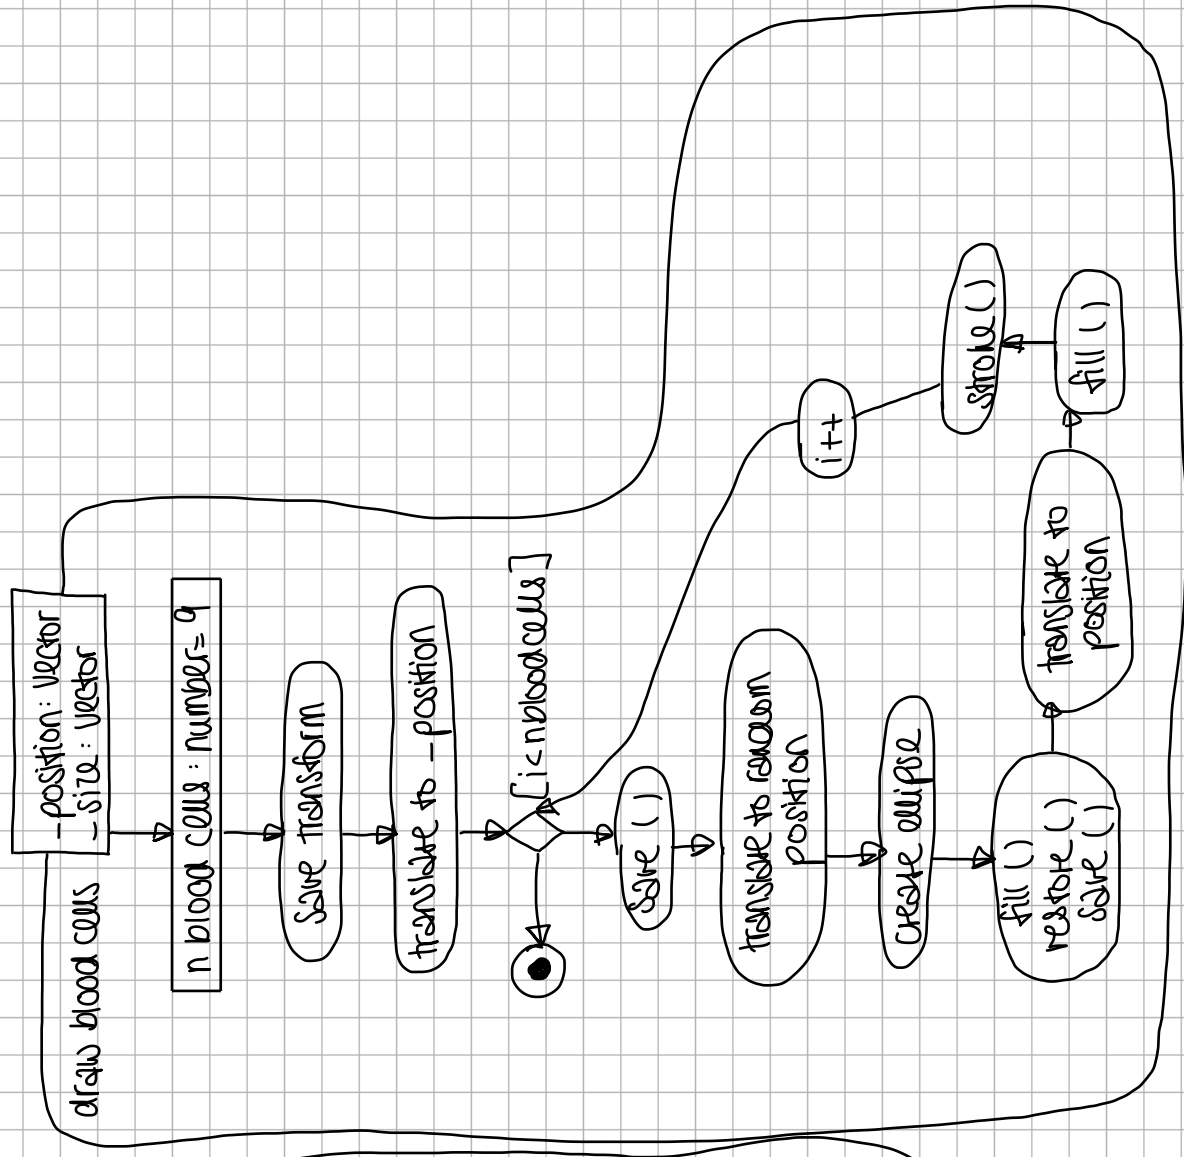 draw blood cells
-position: Vector
- size: Vector
n blood cells: number= 9
Save transform
translate to -position
[i<nbloodcells]
Save ()
translate to random
position
create ellipse
fill ()
restore ()
save ()
translate to
position
fill ()
stroke ()
i++